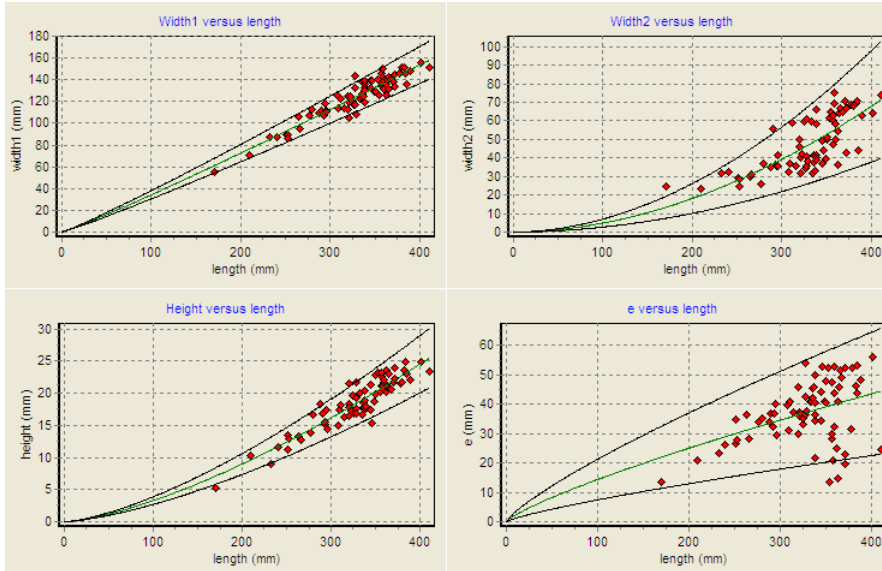 Width1 versus length
180
160
140
120
100
80
60
40
20
0
width1 (mm)
0 100 200 300 400
length (mm)
Width2 versus length
100
90
80
70
60
50
40
30
20
10
0
width2 (mm)
0 100 200 300 400
length (mm)
Height versus length
30
25
20
15
10
5
0
height (mm)
0 100 200 300 400
length (mm)
e versus length
60
50
40
30
20
10
0
e (mm)
0 100 200 300 400
length (mm)